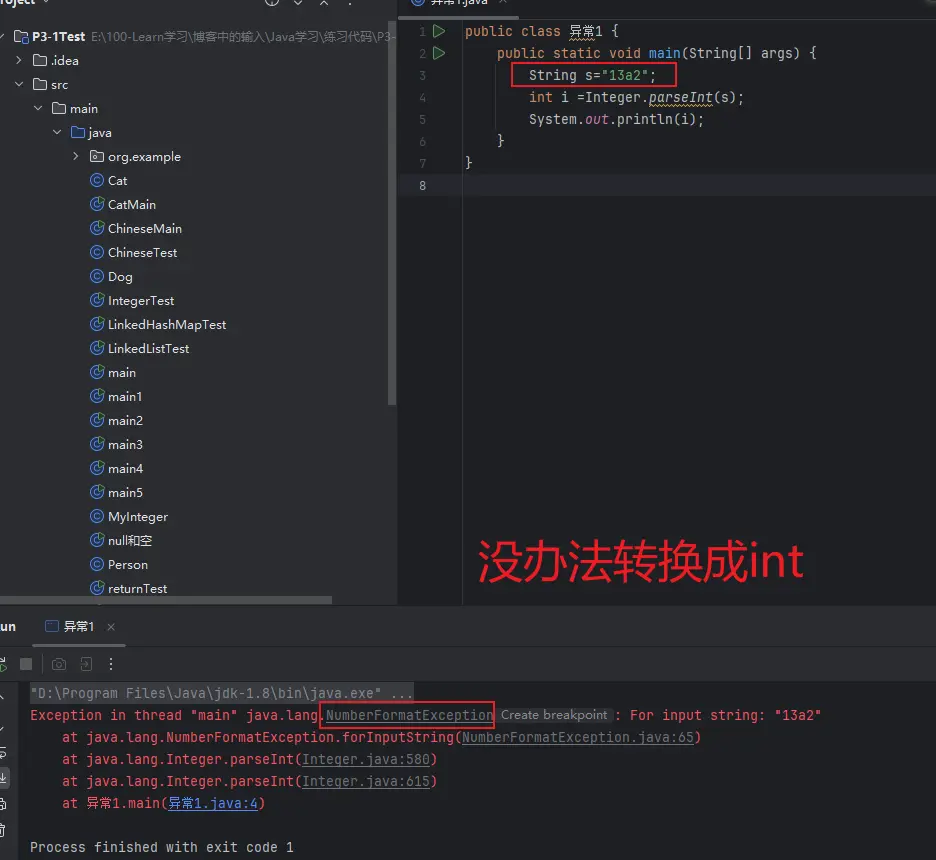 P3-1Test E:\100-Learn学习\博客中的输入\Java学习\练习代码\P3-
.idea
src
main
java
org.example
Cat
CatMain
ChineseMain
ChineseTest
Dog
IntegerTest
LinkedHashMapTest
LinkedListTest
main
main1
main2
main3
main4
main5
MyInteger
null和空
Person
returnTest
异常1.java
1 public class 异常1 {
2 public static void main(String[] args) {
3 String s="13a2";
4 int i =Integer.parseInt(s);
5 System.out.println(i);
6 }
7 }
8
没办法转换成int
un 异常1
"D:\Program Files\Java\jdk-1.8\bin\java.exe" ...
Exception in thread "main" java.lang.NumberFormatException Create breakpoint : For input string: "13a2"
at java.lang.NumberFormatException.forInputString(NumberFormatException.java:65)
at java.lang.Integer.parseInt(Integer.java:580)
at java.lang.Integer.parseInt(Integer.java:615)
at 异常1.main(异常1.java:4)
Process finished with exit code 1